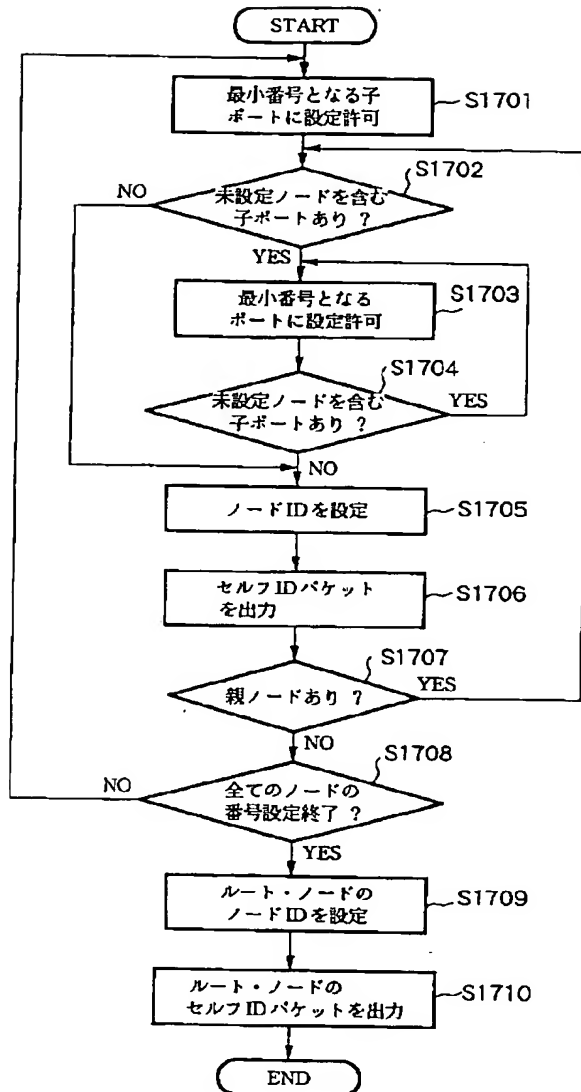 START
最小番号となる子
ポートに設定許可
S1701
S1702
NO
未設定ノードを含む
子ポートあり ?
YES
最小番号となる
ポートに設定許可
S1703
S1704
未設定ノードを含む
子ポートあり ?
YES
NO
ノードIDを設定
S1705
セルフIDパケット
を出力
S1706
S1707
親ノードあり ?
YES
NO
S1708
NO
全てのノードの
番号設定終了 ?
YES
ルート・ノードの
ノードIDを設定
S1709
ルート・ノードの
セルフIDパケットを出力
S1710
END